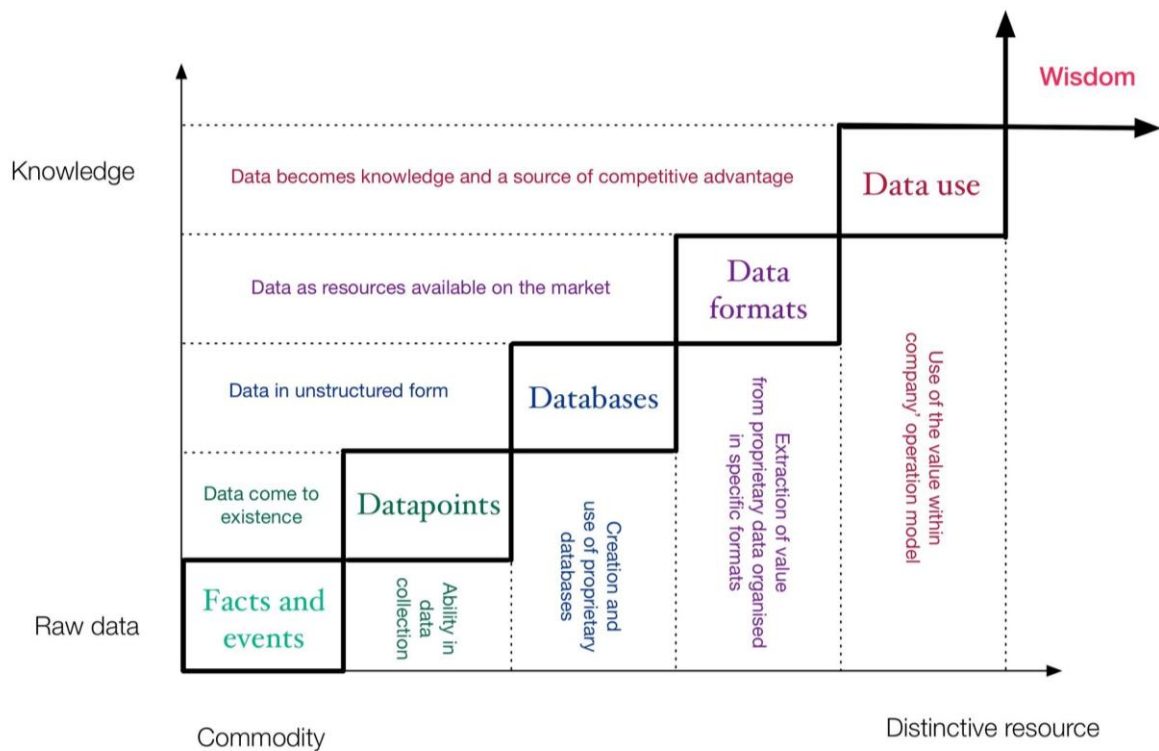 Wisdom
Knowledge
Data becomes knowledge and a source of competitive advantage
Data use
Data as resources available on the market
Data
formats
Data in unstructured form
Databases
Data come to
existence
Datapoints
Raw data
Facts and
events
Ability in
data
collection
Creation and
use of proprietary
databases
Extraction of value
from proprietary data organised
in specific formats
Use of the value within
company' operation model
Commodity
Distinctive resource